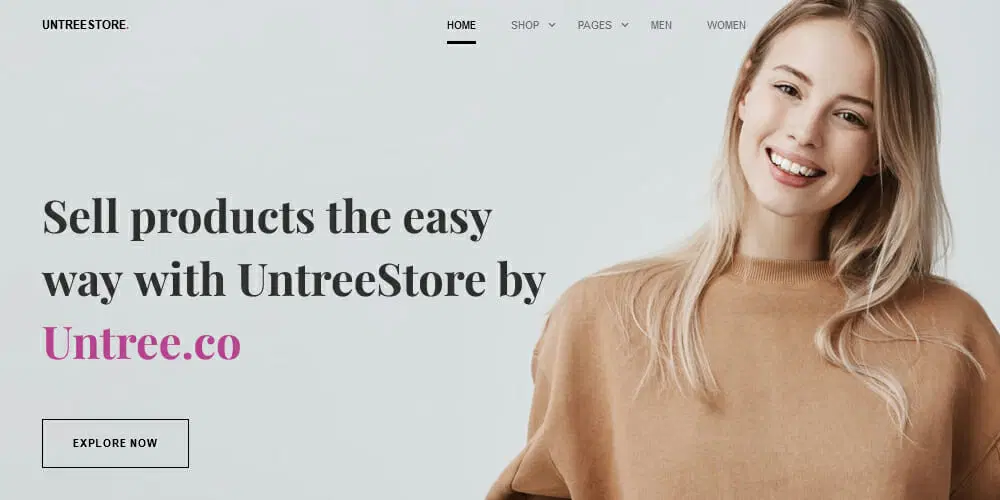 UNTREESTORE.
HOME SHOP PAGES MEN WOMEN
Sell products the easy
way with UntreeStore by
Untree.co
EXPLORE NOW